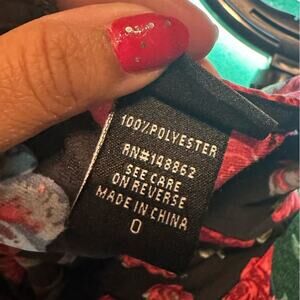 100%POLYESTER
RN#148862
SEE CARE
ON REVERSE
MADE IN CHINA
0